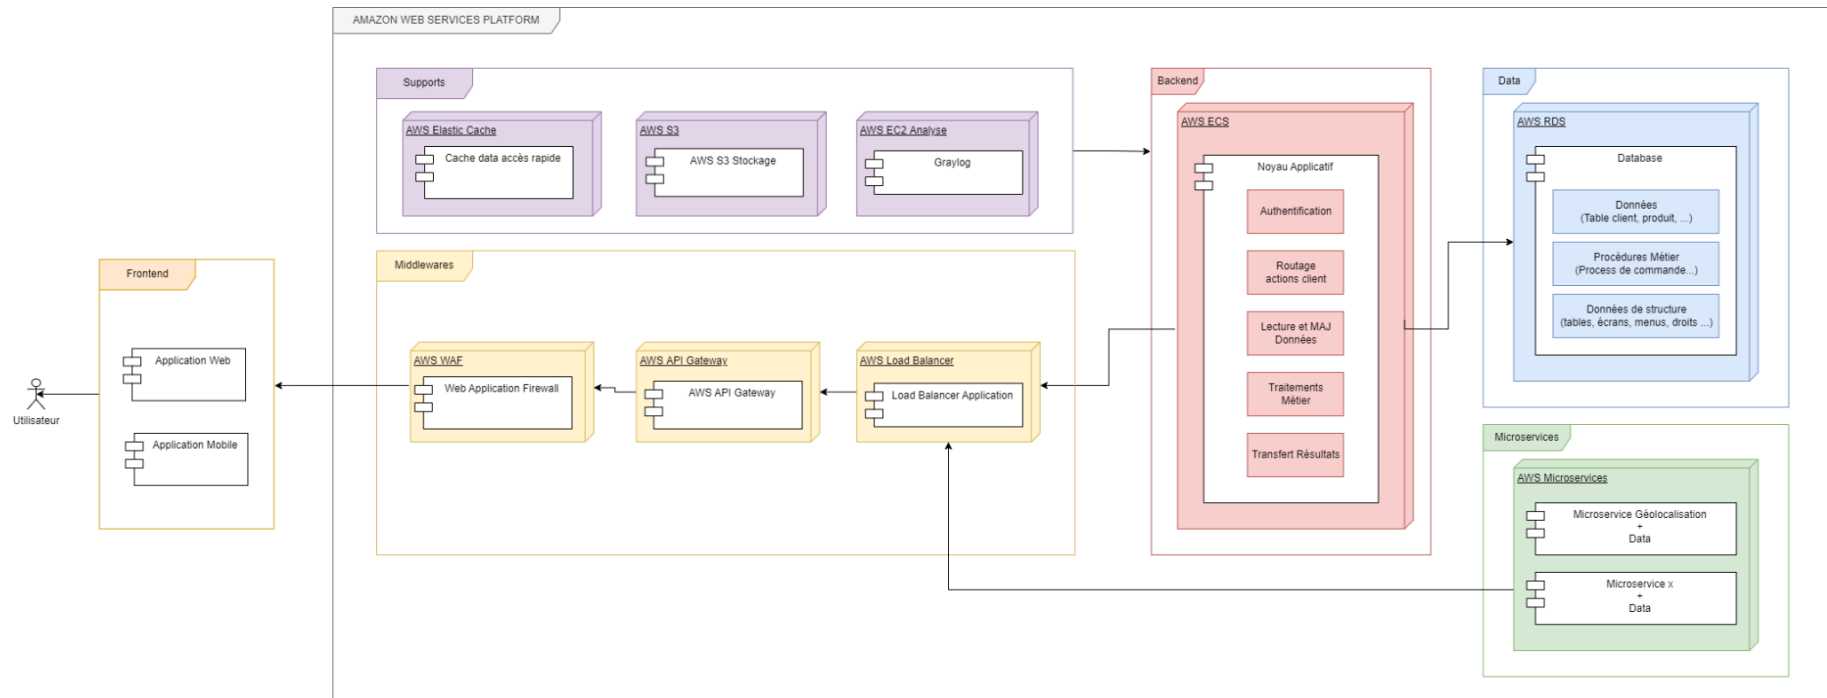 AMAZON WEB SERVICES PLATFORM
Supports
AWS Elastic Cache
Cache data accès rapide
AWS S3
AWS S3 Stockage
AWS EC2 Analyse
Graylog
Backend
AWS ECS
Noyau Applicatif
Authentification
Routage
actions client
Lecture et MAJ
Données
Traitements
Métier
Transfert Résultats
Data
AWS RDS
Database
Données
(Table client, produit, ...)
Procédures Métier
(Process de commande...)
Données de structure
(tables, écrans, menus, droits ...)
Middlewares
AWS WAF
Web Application Firewall
AWS API Gateway
AWS API Gateway
AWS Load Balancer
Load Balancer Application
Frontend
Application Web
Application Mobile
Utilisateur
Microservices
AWS Microservices
Microservice Géolocalisation
+
Data
Microservice x
+
Data